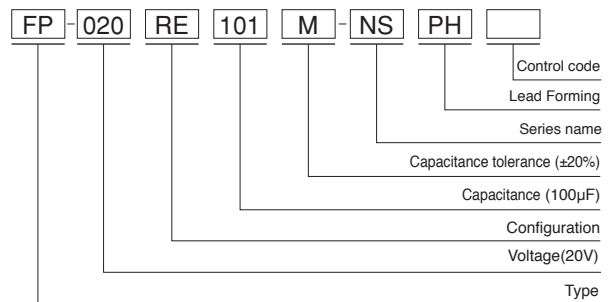 FP - 020 RE 101 M - NS PH
Control code
Lead Forming
Series name
Capacitance tolerance (±20%)
Capacitance (100μF)
Configuration
Voltage(20V)
Type